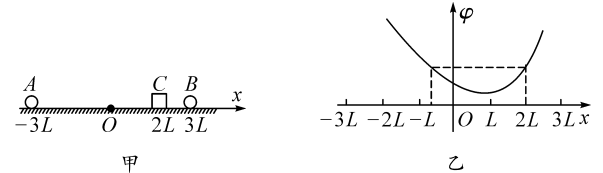 A C B x
−3L O 2L 3L
甲
φ
−3L −2L −L O L 2L 3L x
乙